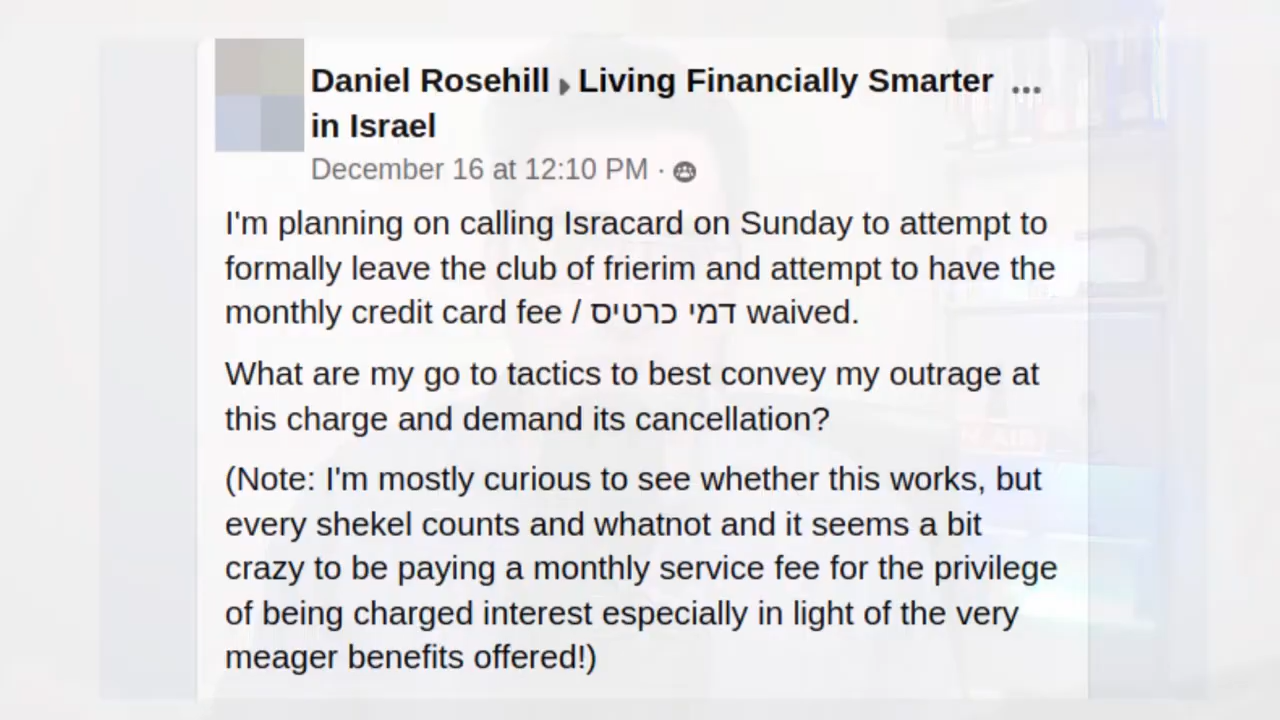 Daniel Rosehill ▸ Living Financially Smarter ...
in Israel
December 16 at 12:10 PM ·
I'm planning on calling Isracard on Sunday to attempt to
formally leave the club of frierim and attempt to have the
monthly credit card fee / דמי כרטיס waived.
What are my go to tactics to best convey my outrage at
this charge and demand its cancellation?
(Note: I'm mostly curious to see whether this works, but
every shekel counts and whatnot and it seems a bit
crazy to be paying a monthly service fee for the privilege
of being charged interest especially in light of the very
meager benefits offered!)